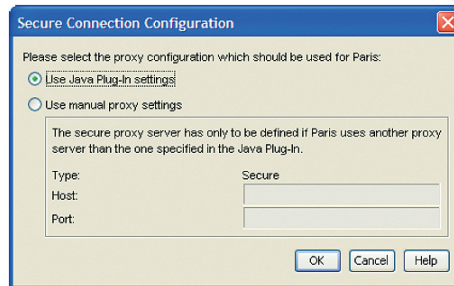 Secure Connection Configuration
Please select the proxy configuration which should be used for Paris:
Use Java Plug-In settings
Use manual proxy settings
The secure proxy server has only to be defined if Paris uses another proxy
server than the one specified in the Java Plug-In.
Type: Secure
Host:
Port:
OK Cancel Help